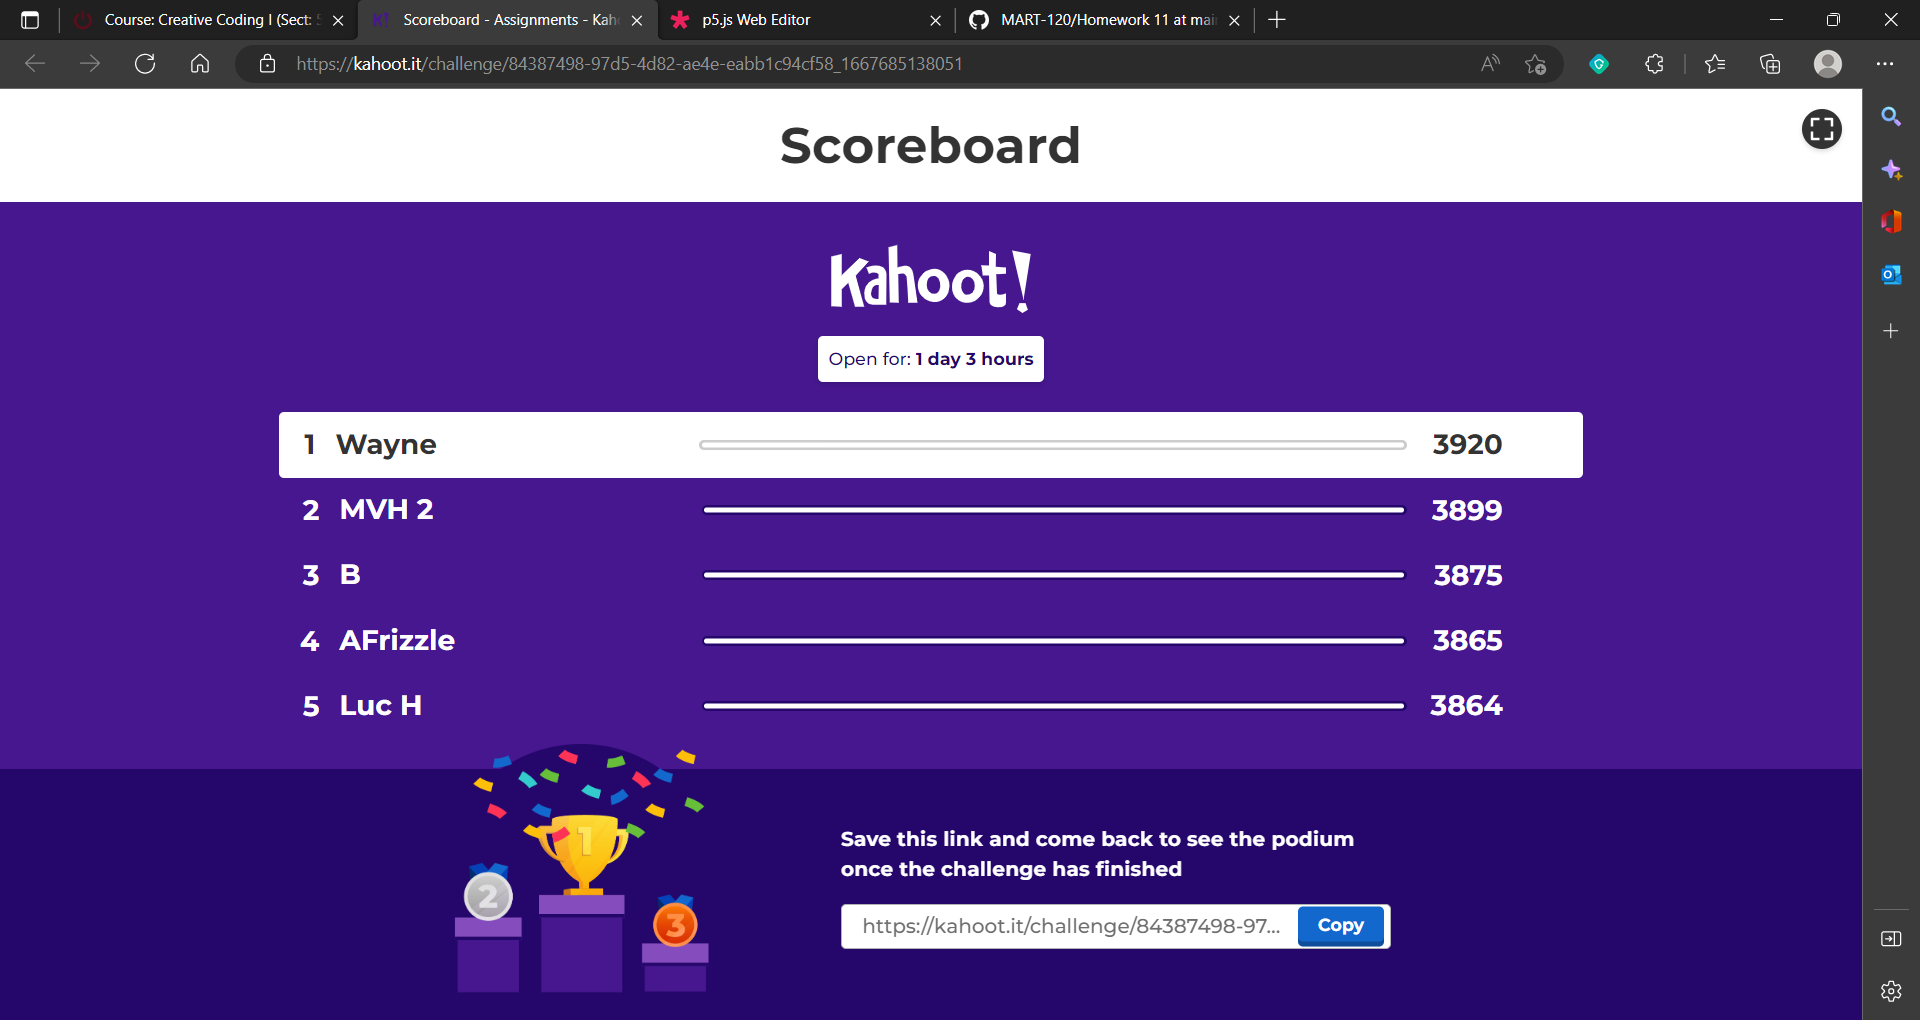 Course: Creative Coding I (Sect:
Scoreboard - Assignments - Kah
p5.js Web Editor
MART-120/Homework 11 at mai
https://kahoot.it/challenge/84387498-97d5-4d82-ae4e-eabb1c94cf58_1667685138051
Scoreboard
Kahoot!
Open for: 1 day 3 hours
1 Wayne 3920
2 MVH 2 3899
3 B 3875
4 AFrizzle 3865
5 Luc H 3864
1
2
3
Save this link and come back to see the podium
once the challenge has finished
https://kahoot.it/challenge/84387498-97... Copy